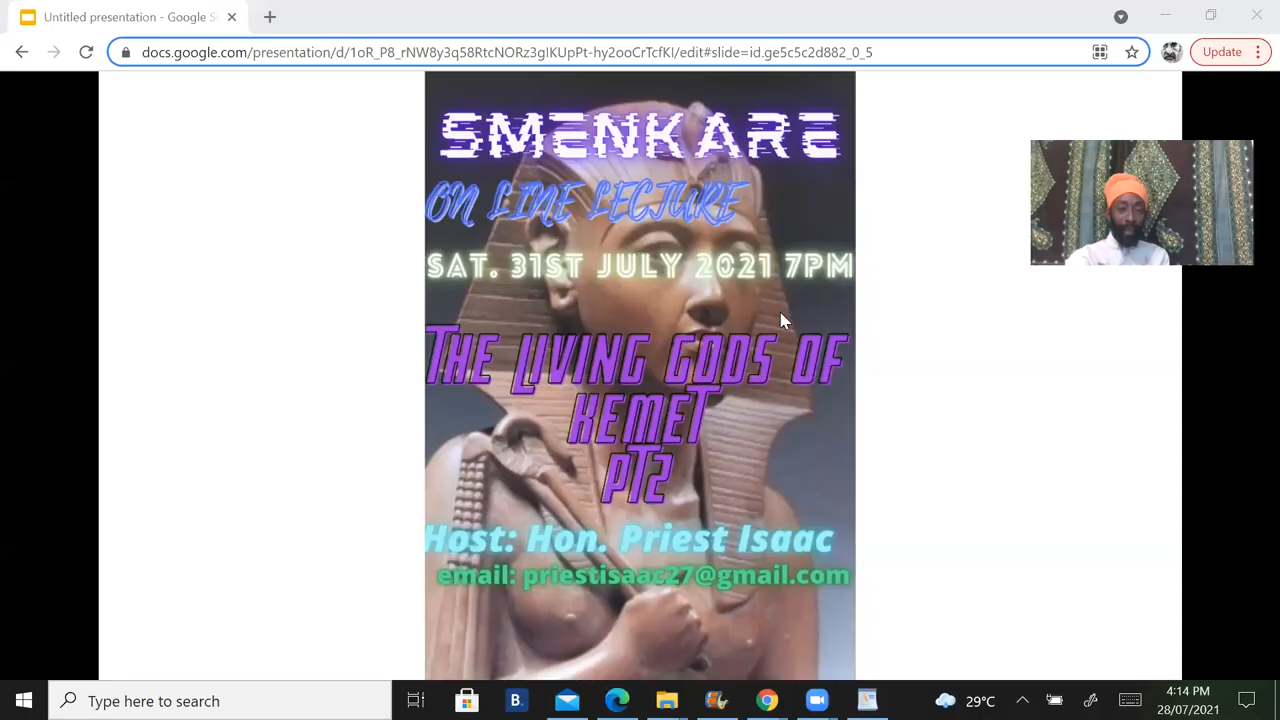 Untitled presentation - Google S
docs.google.com/presentation/d/1oR_P8_rNW8y3q58RtcNORz3gIKUpPt-hy2ooCrTcfKI/edit#slide=id.ge5c5c2d882_0_5
Update
SMENKARE
ON LINE LECTURE
SAT. 31ST JULY 2021 7PM
THE LIVING GODS OF
KEMET
PT2
Host: Hon. Priest Isaac
email: priestisaac27@gmail.com
Type here to search
B.
29°C
4:14 PM
28/07/2021